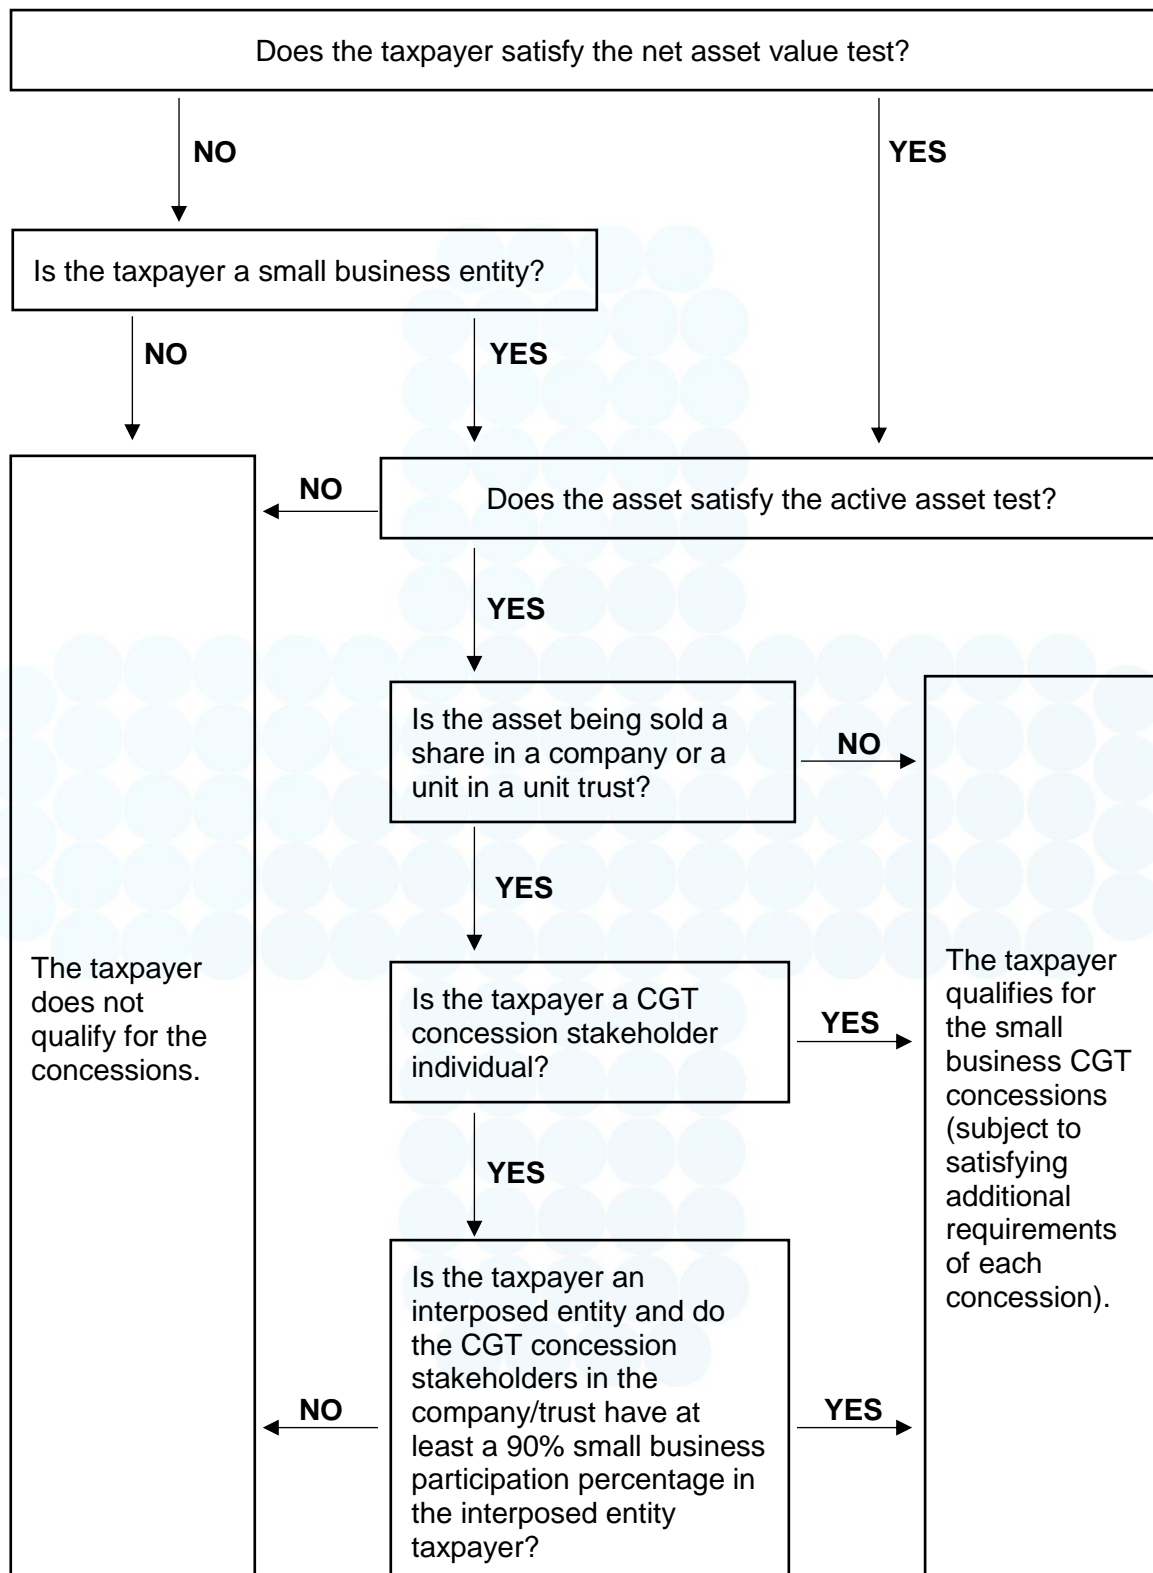 Does the taxpayer satisfy the net asset value test?
NO
YES
Is the taxpayer a small business entity?
NO
YES
NO
Does the asset satisfy the active asset test?
YES
Is the asset being sold a
share in a company or a
unit in a unit trust?
NO
YES
The taxpayer
does not
qualify for the
concessions.
Is the taxpayer a CGT
concession stakeholder
individual?
YES
The taxpayer
qualifies for
the small
business CGT
concessions
(subject to
satisfying
additional
requirements
of each
concession).
YES
Is the taxpayer an
interposed entity and do
the CGT concession
stakeholders in the
company/trust have at
least a 90% small business
participation percentage in
the interposed entity
taxpayer?
NO
YES